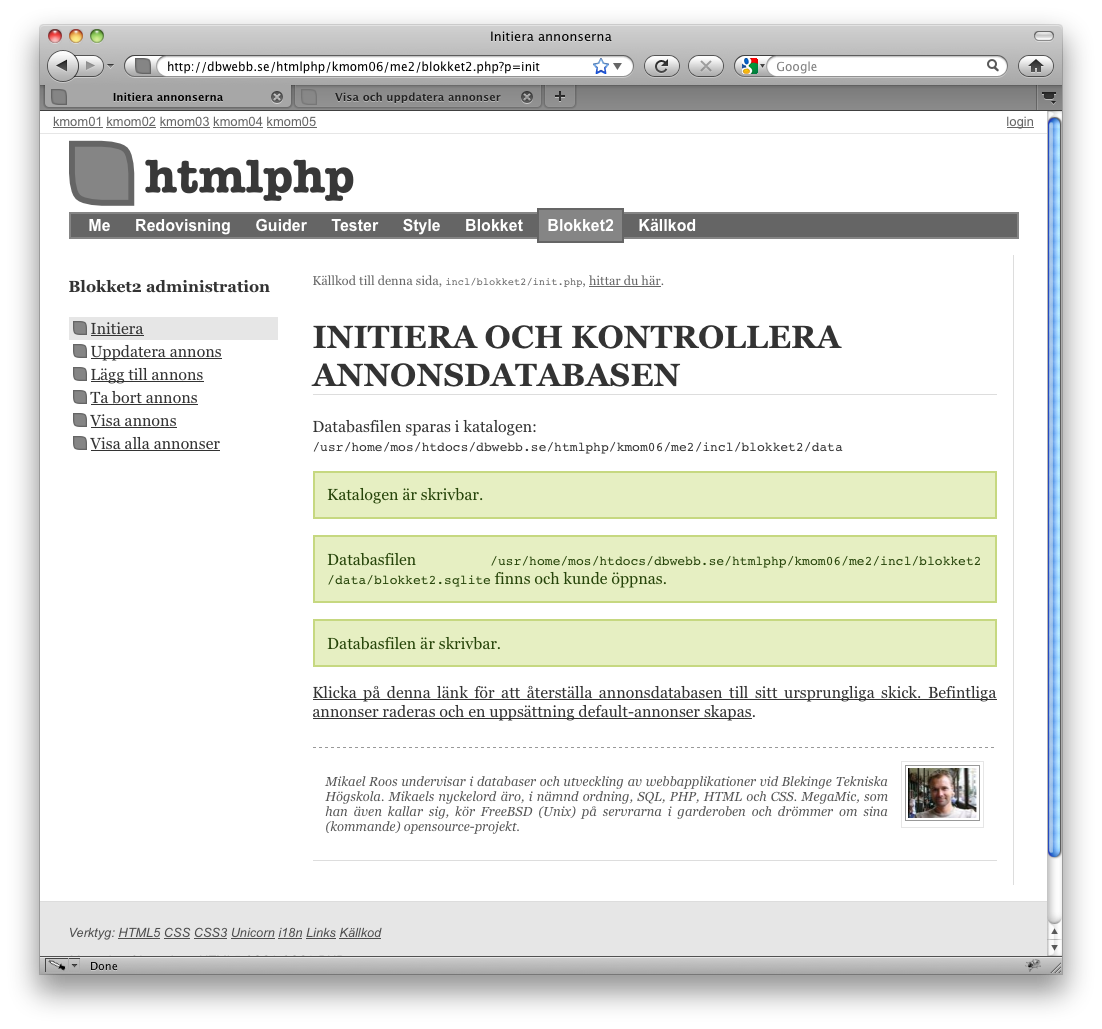 Initiera annonserna
http://dbwebb.se/htmlphp/kmom06/me2/blokket2.php?p=init
Google
Initiera annonserna
Visa och uppdatera annonser
kmom01 kmom02 kmom03 kmom04 kmom05
login
htmlphp
Me Redovisning Guider Tester Style Blokket Blokket2 Källkod
Blokket2 administration
Initiera
Uppdatera annons
Lägg till annons
Ta bort annons
Visa annons
Visa alla annonser
Källkod till denna sida, incl/blokket2/init.php, hittar du här.
INITIERA OCH KONTROLLERA
ANNONSDATABASEN
Databasfilen sparas i katalogen:
/usr/home/mos/htdocs/dbwebb.se/htmlphp/kmom06/me2/incl/blokket2/data
Katalogen är skrivbar.
Databasfilen /usr/home/mos/htdocs/dbwebb.se/htmlphp/kmom06/me2/incl/blokket2
/data/blokket2.sqlite finns och kunde öppnas.
Databasfilen är skrivbar.
Klicka på denna länk för att återställa annonsdatabasen till sitt ursprungliga skick. Befintliga
annonser raderas och en uppsättning default-annonser skapas.
Mikael Roos undervisar i databaser och utveckling av webbapplikationer vid Blekinge Tekniska
Högskola. Mikaels nyckelord äro, i nämnd ordning, SQL, PHP, HTML och CSS. MegaMic, som
han även kallar sig, kör FreeBSD (Unix) på servrarna i garderoben och drömmer om sina
(kommande) opensource-projekt.
Verktyg: HTML5 CSS CSS3 Unicorn i18n Links Källkod
Done